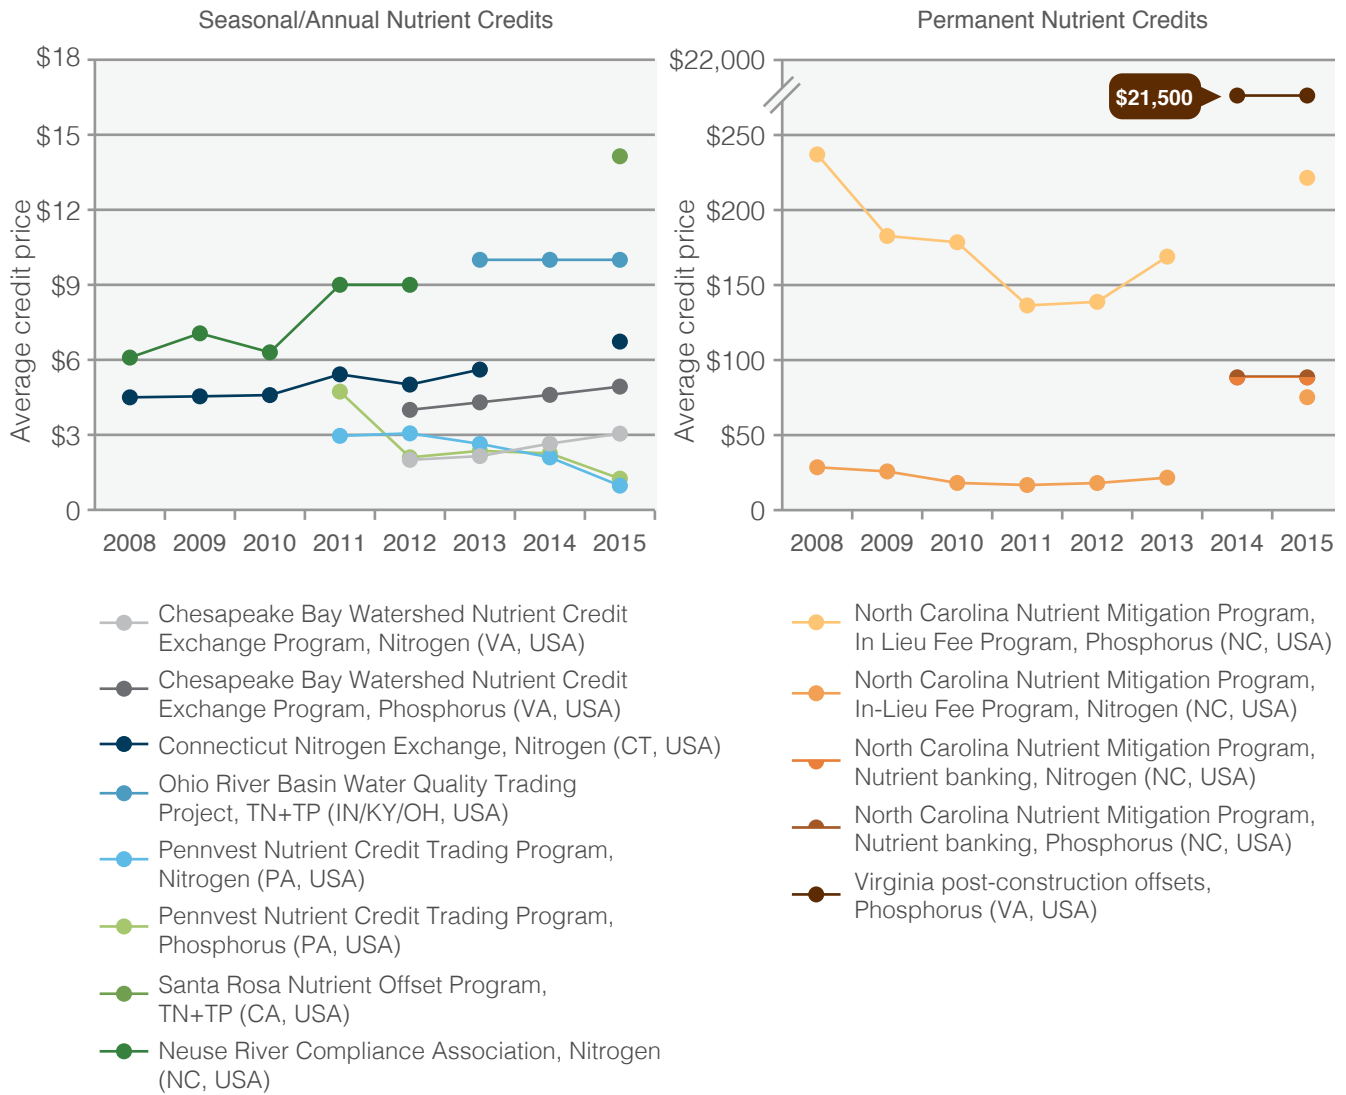 Seasonal/Annual Nutrient Credits
Average credit price
$18
$15
$12
$9
$6
$3
0
2008 2009 2010 2011 2012 2013 2014 2015
Chesapeake Bay Watershed Nutrient Credit
Exchange Program, Nitrogen (VA, USA)
Chesapeake Bay Watershed Nutrient Credit
Exchange Program, Phosphorus (VA, USA)
Connecticut Nitrogen Exchange, Nitrogen (CT, USA)
Ohio River Basin Water Quality Trading
Project, TN+TP (IN/KY/OH, USA)
Pennvest Nutrient Credit Trading Program,
Nitrogen (PA, USA)
Pennvest Nutrient Credit Trading Program,
Phosphorus (PA, USA)
Santa Rosa Nutrient Offset Program,
TN+TP (CA, USA)
Neuse River Compliance Association, Nitrogen
(NC, USA)
Permanent Nutrient Credits
Average credit price
$22,000
$250
$200
$150
$100
$50
0
$21,500
2008 2009 2010 2011 2012 2013 2014 2015
North Carolina Nutrient Mitigation Program,
In Lieu Fee Program, Phosphorus (NC, USA)
North Carolina Nutrient Mitigation Program,
In-Lieu Fee Program, Nitrogen (NC, USA)
North Carolina Nutrient Mitigation Program,
Nutrient banking, Nitrogen (NC, USA)
North Carolina Nutrient Mitigation Program,
Nutrient banking, Phosphorus (NC, USA)
Virginia post-construction offsets,
Phosphorus (VA, USA)